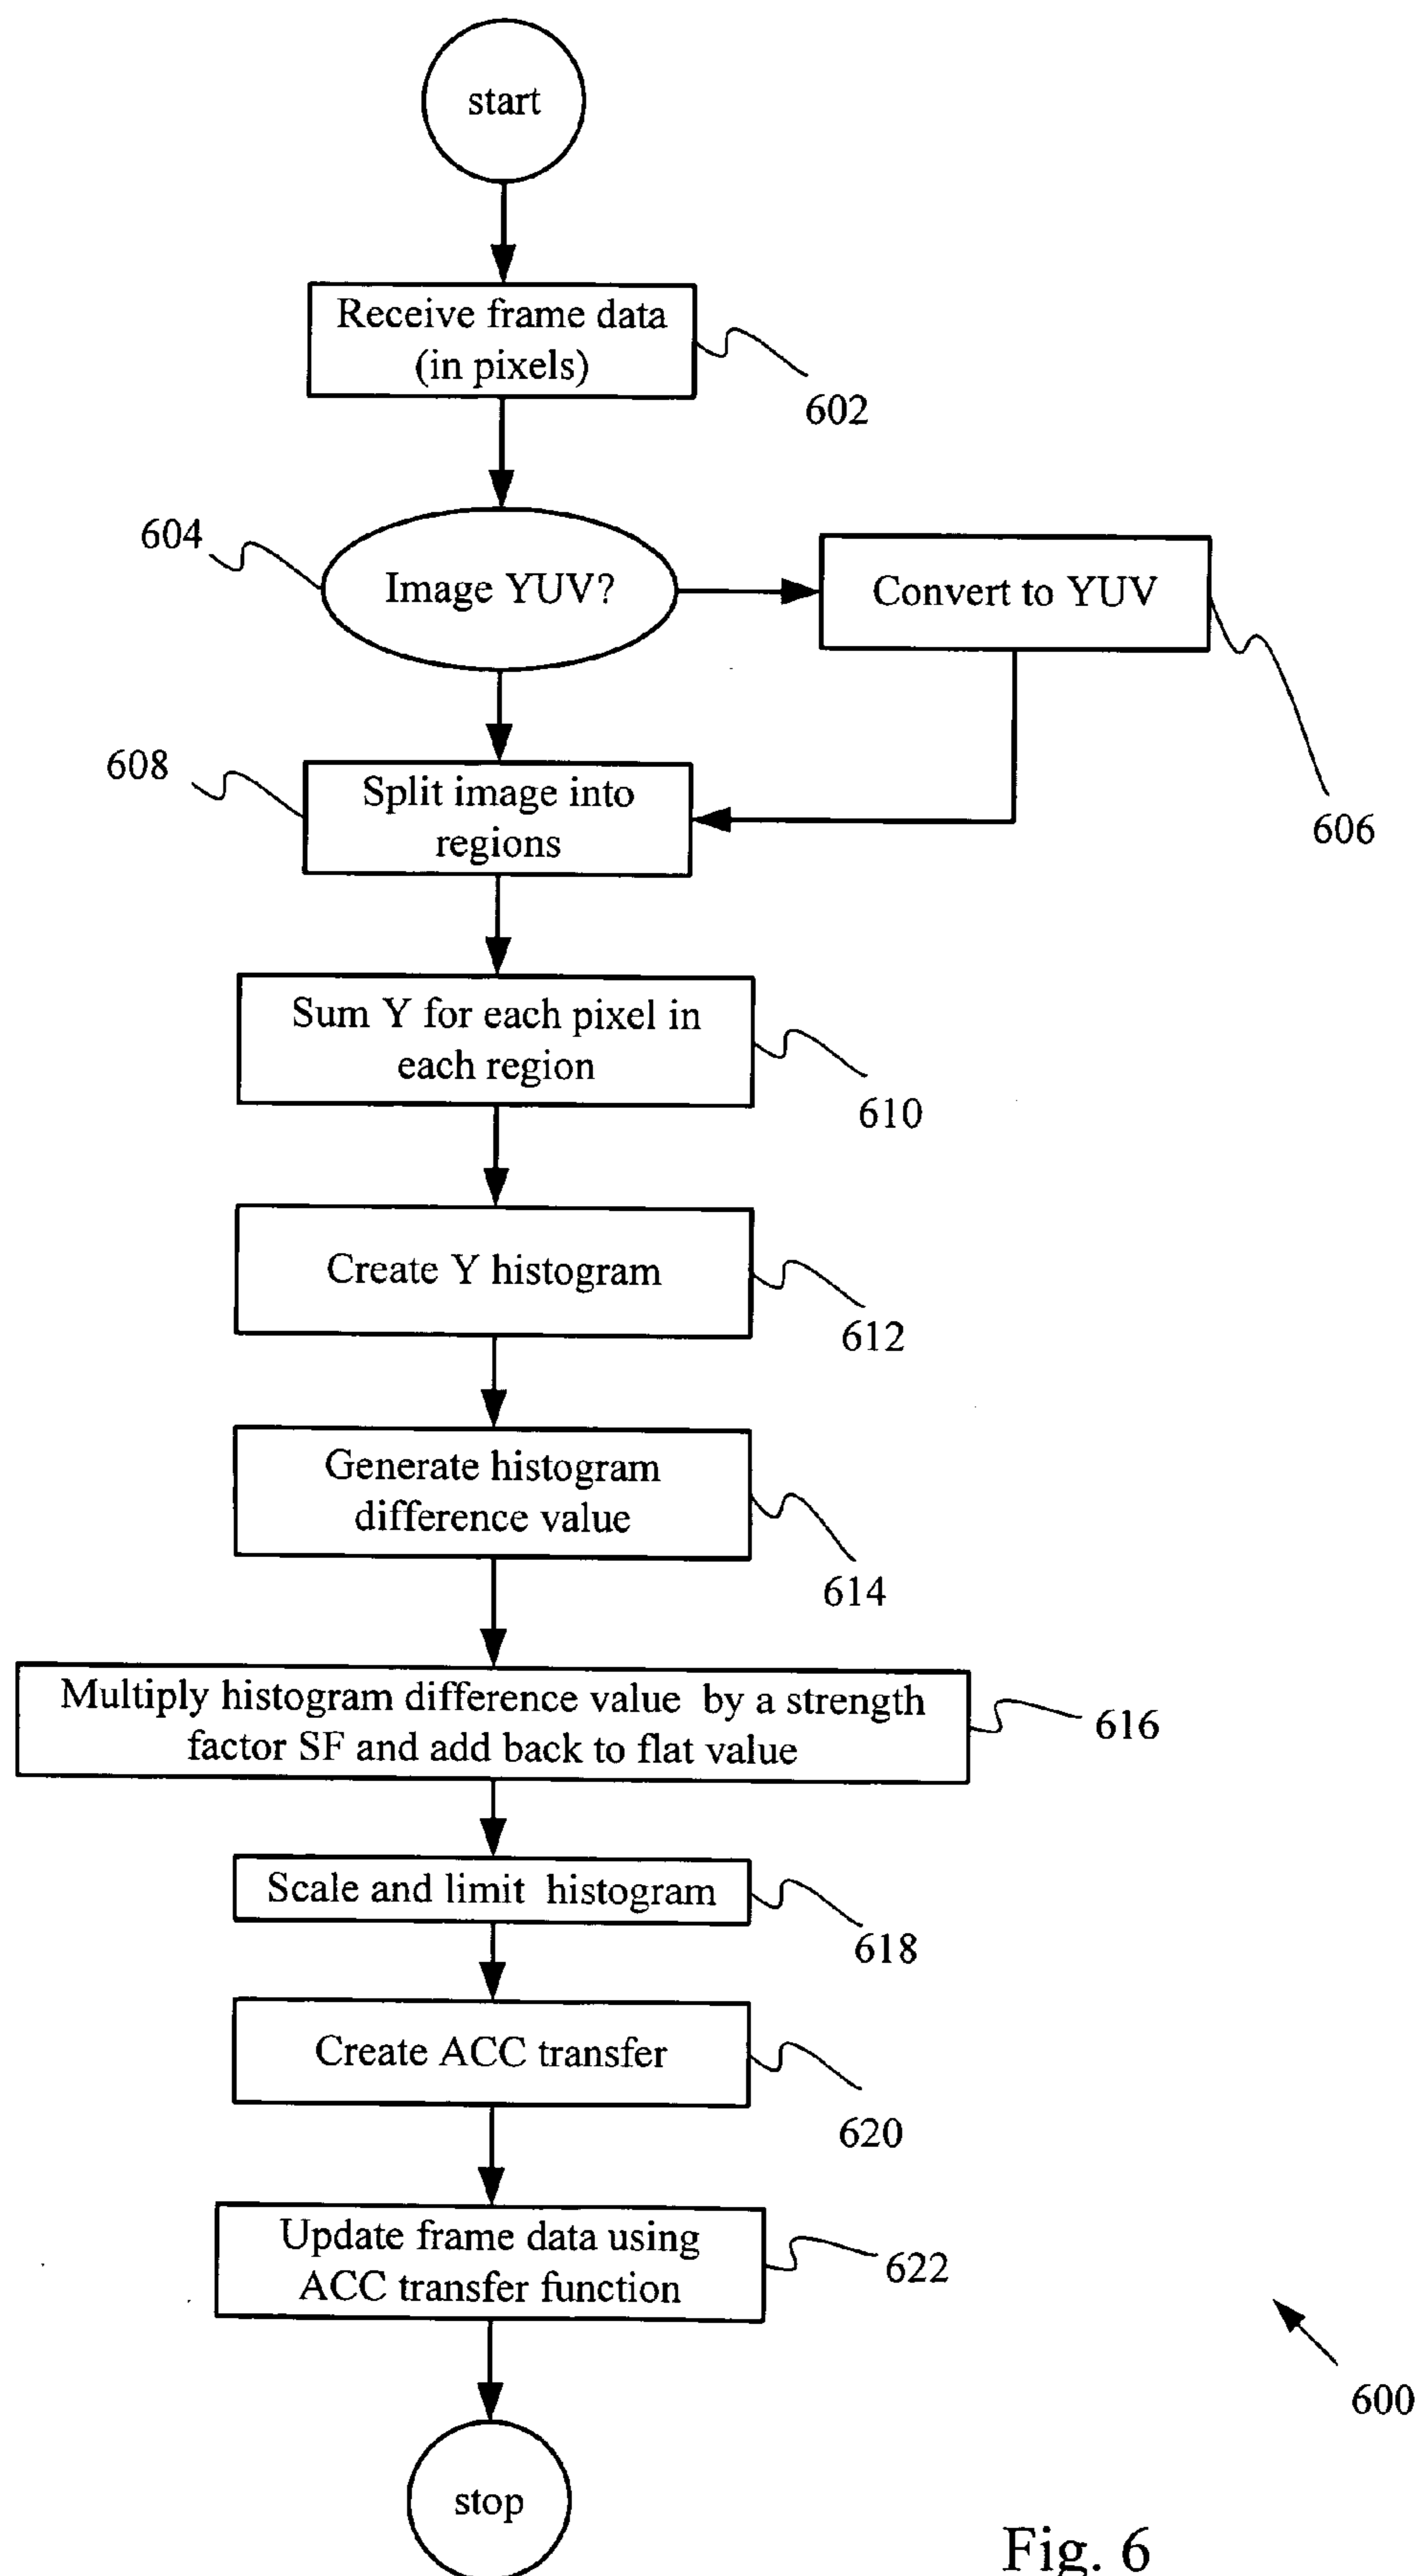 start
Receive frame data
(in pixels)
602
604
Image YUV?
Convert to YUV
606
608
Split image into
regions
Sum Y for each pixel in
each region
610
Create Y histogram
612
Generate histogram
difference value
614
Multiply histogram difference value by a strength
factor SF and add back to flat value
616
Scale and limit histogram
618
Create ACC transfer
620
Update frame data using
ACC transfer function
622
600
stop
Fig. 6